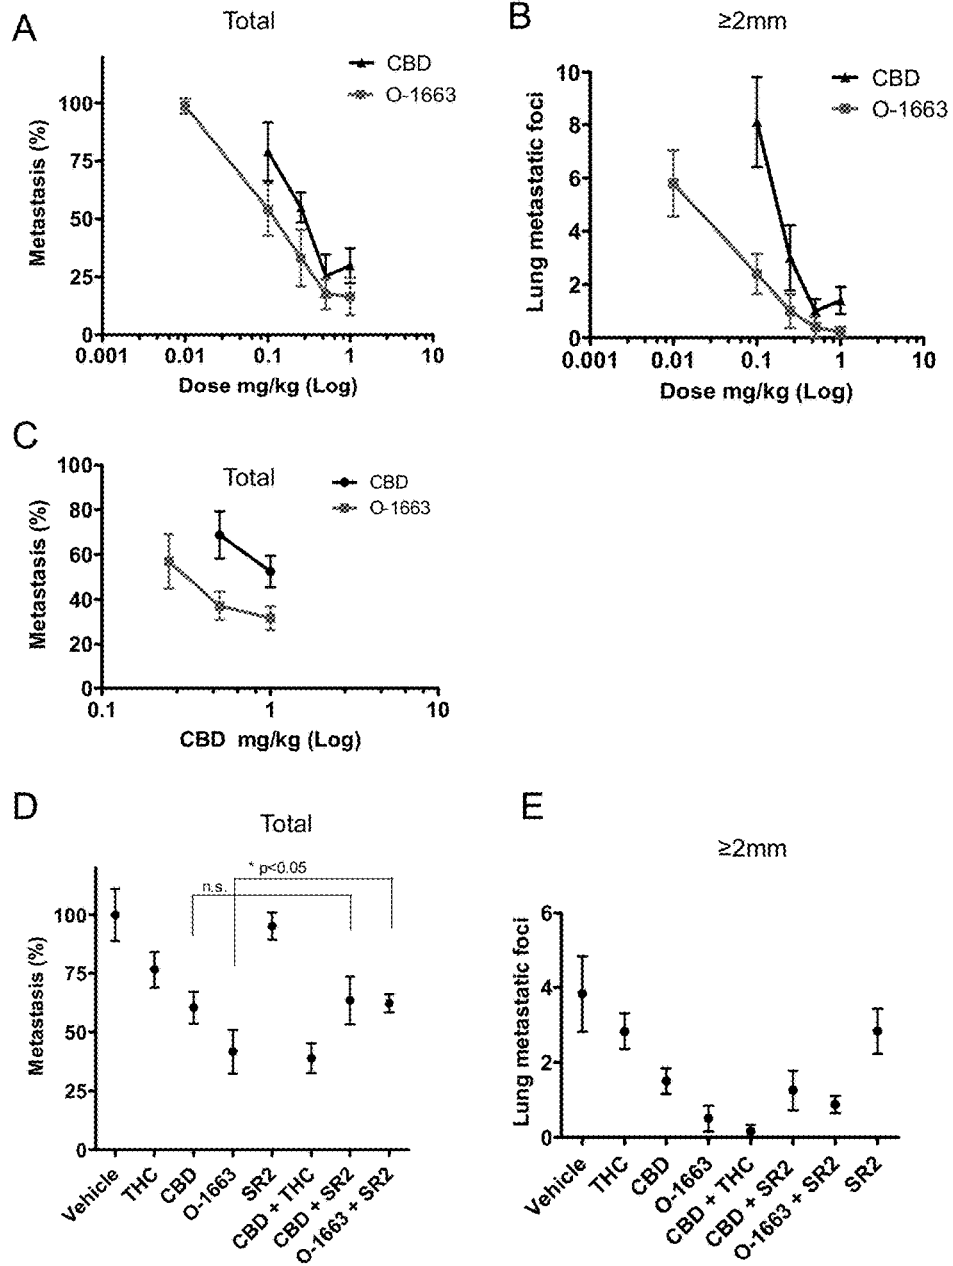 A
Total
CBD
O-1663
Metastasis (%)
100
75
50
25
0
0.001 0.01 0.1 1 10
Dose mg/kg (Log)
B
≥2mm
CBD
O-1663
Lung metastatic foci
10
8
6
4
2
0
0.001 0.01 0.1 1 10
Dose mg/kg (Log)
C
Total
CBD
O-1663
Metastasis (%)
100
80
60
40
20
0
0.1 1 10
CBD mg/kg (Log)
D
Total
* p<0.05
n.s.
Metastasis (%)
100
75
50
25
0
Vehicle
THC
CBD
O-1663
SR2
CBD + THC
CBD + SR2
O-1663 + SR2
E
≥2mm
Lung metastatic foci
6
4
2
0
Vehicle
THC
CBD
O-1663
CBD + THC
CBD + SR2
O-1663 + SR2
SR2